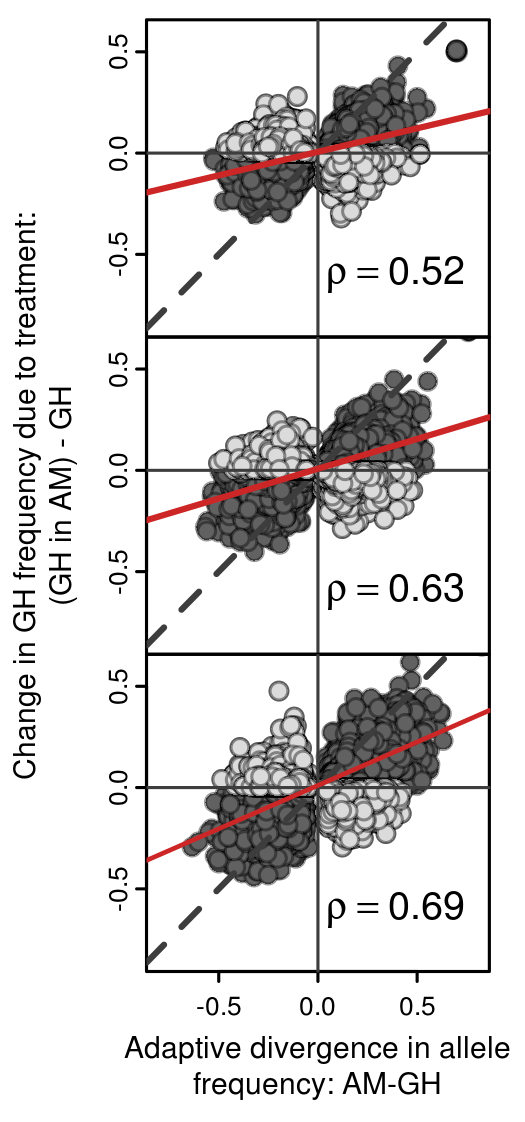 Change in GH frequency due to treatment:
(GH in AM) - GH
0.5
0.0
-0.5
ρ = 0.52
0.5
0.0
-0.5
ρ = 0.63
0.5
0.0
-0.5
ρ = 0.69
-0.5 0.0 0.5
Adaptive divergence in allele
frequency: AM-GH